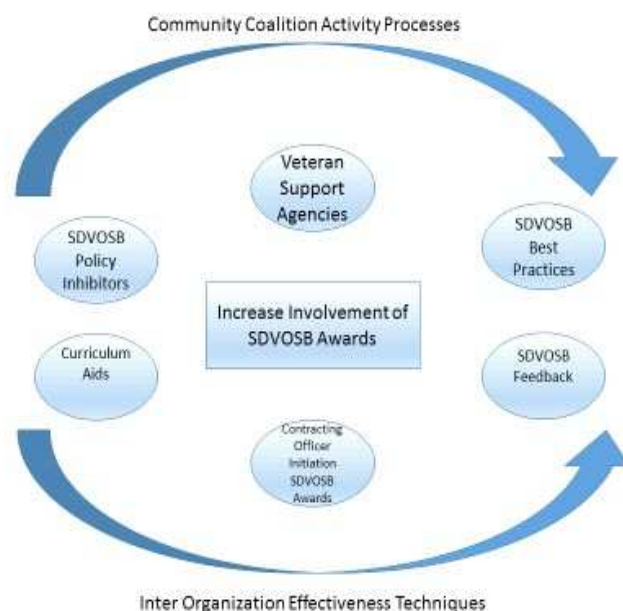 Community Coalition Activity Processes
Veteran
Support
Agencies
SDVOSB
Policy
Inhibitors
SDVOSB
Best
Practices
Increase Involvement of
SDVOSB Awards
Curriculum
Aids
SDVOSB
Feedback
Contracting
Officer
Initiation
SDVOSB
Awards
Inter Organization Effectiveness Techniques